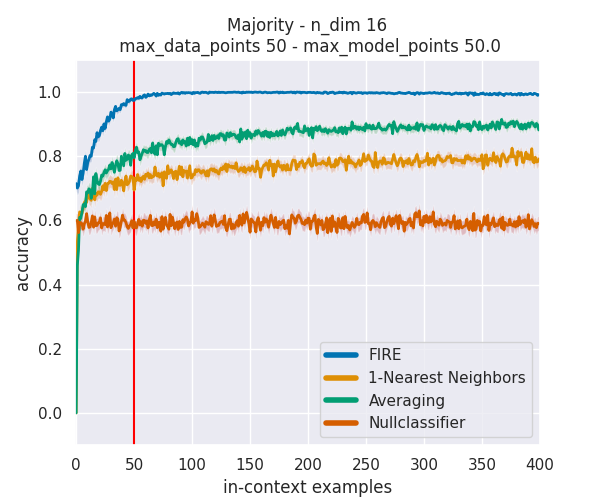 Majority - n_dim 16
max_data_points 50 - max_model_points 50.0
accuracy
1.0
0.8
0.6
0.4
0.2
0.0
FIRE
1-Nearest Neighbors
Averaging
Nullclassifier
0 50 100 150 200 250 300 350 400
in-context examples